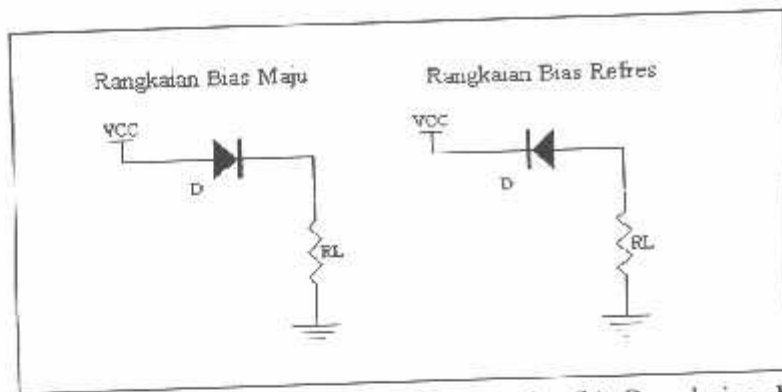 Rangkaian Bias Maju
Rangkaian Bias Refres
VCC
D
RL
VCC
D
RL